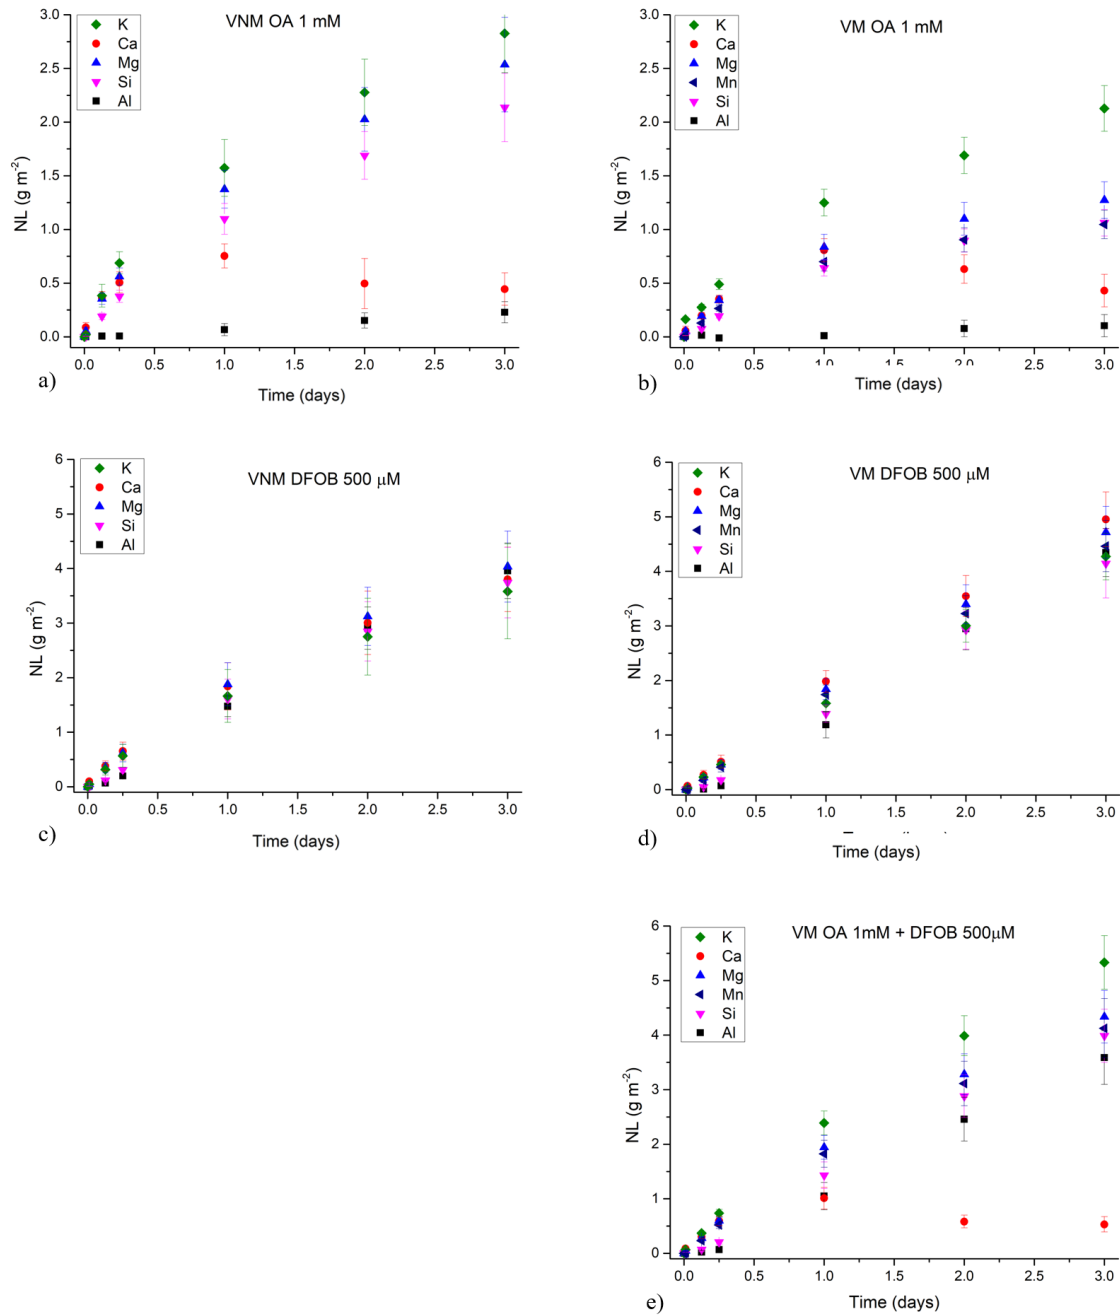 VNM OA 1 mM
K
Ca
Mg
Si
Al
3.0
2.5
2.0
1.5
1.0
0.5
0.0
NL (g m⁻²)
0.0 0.5 1.0 1.5 2.0 2.5 3.0
Time (days)
a)
VM OA 1 mM
K
Ca
Mg
Mn
Si
Al
3.0
2.5
2.0
1.5
1.0
0.5
0.0
NL (g m⁻²)
0.0 0.5 1.5 2.0 2.5 3.0
Time (days)
b)
VNM DFOB 500 µM
K
Ca
Mg
Si
Al
6
5
4
3
2
1
0
NL (g m⁻²)
0.0 0.5 1.0 1.5 2.0 2.5 3.0
Time (days)
c)
VM DFOB 500 µM
K
Ca
Mg
Mn
Si
Al
6
5
4
3
2
1
0
NL (g m⁻²)
0.0 0.5 1.0 1.5 2.0 2.5 3.0
Time (days)
d)
VM OA 1mM + DFOB 500µM
K
Ca
Mg
Mn
Si
Al
6
5
4
3
2
1
0
NL (g m⁻²)
0.0 0.5 1.0 1.5 2.0 2.5 3.0
Time (days)
e)